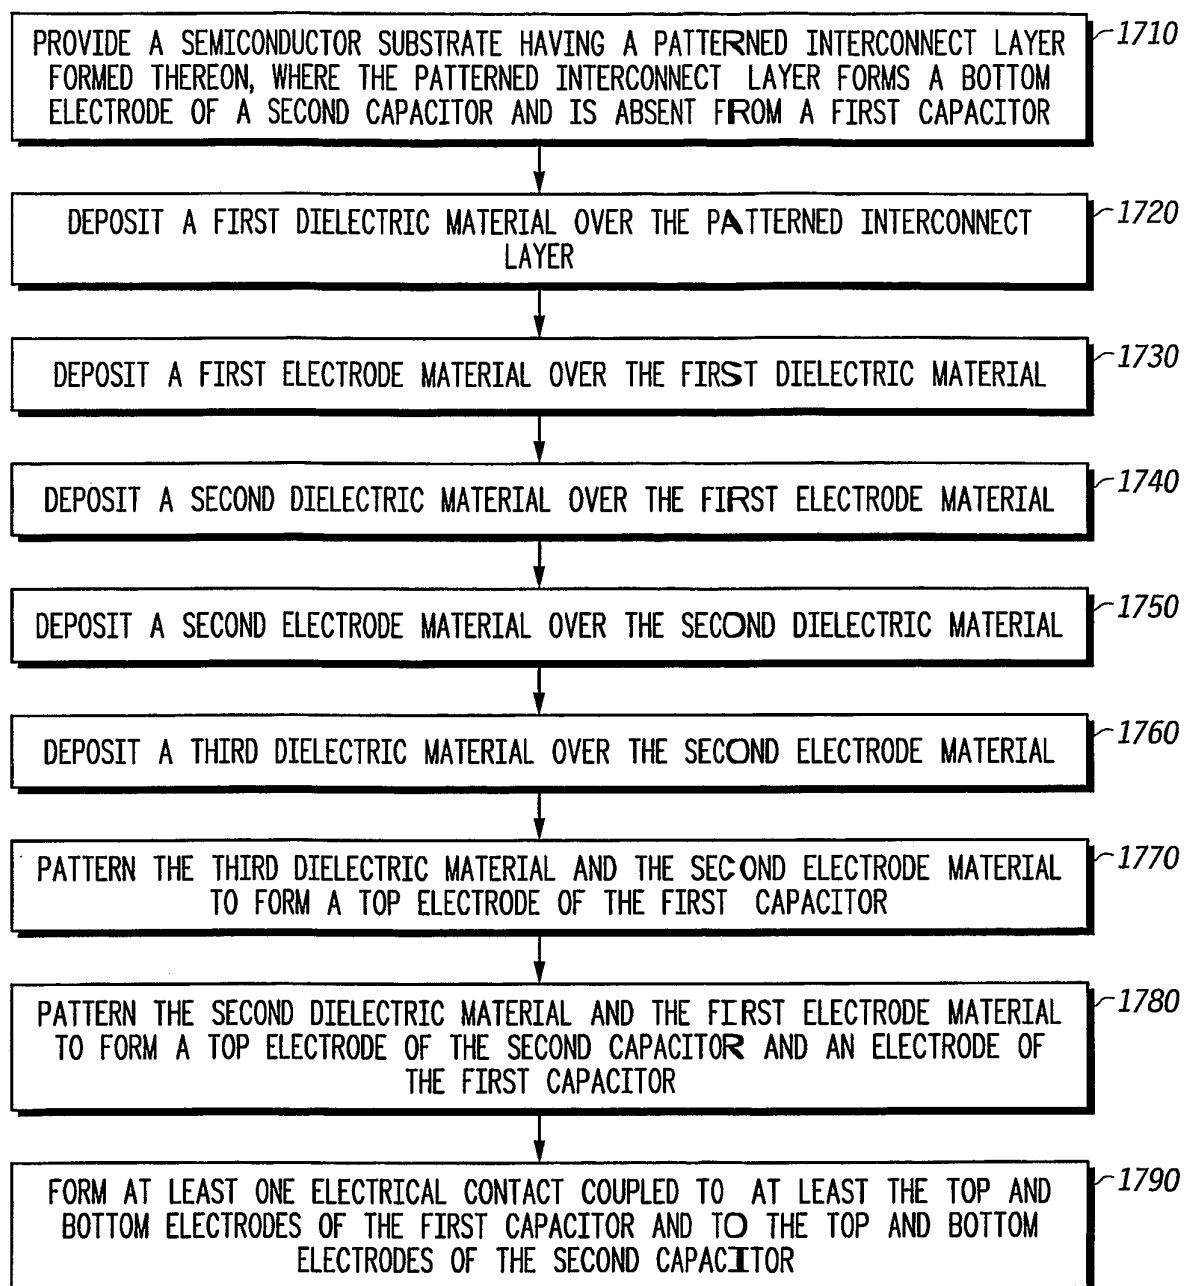 PROVIDE A SEMICONDUCTOR SUBSTRATE HAVING A PATTERNED INTERCONNECT LAYER
FORMED THEREON, WHERE THE PATTERNED INTERCONNECT LAYER FORMS A BOTTOM
ELECTRODE OF A SECOND CAPACITOR AND IS ABSENT FROM A FIRST CAPACITOR
1710
DEPOSIT A FIRST DIELECTRIC MATERIAL OVER THE PATTERNED INTERCONNECT
LAYER
1720
DEPOSIT A FIRST ELECTRODE MATERIAL OVER THE FIRST DIELECTRIC MATERIAL
1730
DEPOSIT A SECOND DIELECTRIC MATERIAL OVER THE FIRST ELECTRODE MATERIAL
1740
DEPOSIT A SECOND ELECTRODE MATERIAL OVER THE SECOND DIELECTRIC MATERIAL
1750
DEPOSIT A THIRD DIELECTRIC MATERIAL OVER THE SECOND ELECTRODE MATERIAL
1760
PATTERN THE THIRD DIELECTRIC MATERIAL AND THE SECOND ELECTRODE MATERIAL
TO FORM A TOP ELECTRODE OF THE FIRST CAPACITOR
1770
PATTERN THE SECOND DIELECTRIC MATERIAL AND THE FIRST ELECTRODE MATERIAL
TO FORM A TOP ELECTRODE OF THE SECOND CAPACITOR AND AN ELECTRODE OF
THE FIRST CAPACITOR
1780
FORM AT LEAST ONE ELECTRICAL CONTACT COUPLED TO AT LEAST THE TOP AND
BOTTOM ELECTRODES OF THE FIRST CAPACITOR AND TO THE TOP AND BOTTOM
ELECTRODES OF THE SECOND CAPACITOR
1790